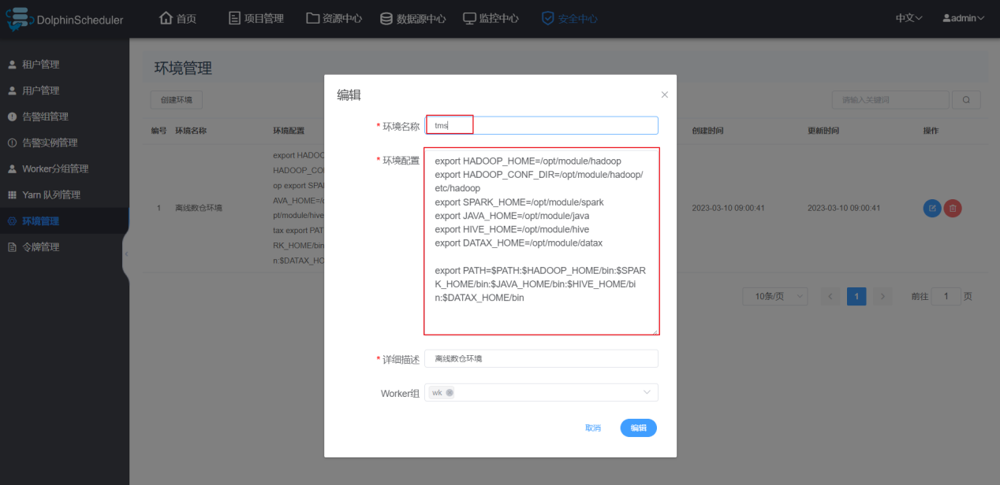 DolphinScheduler 首页 项目管理 资源中心 数据源中心 监控中心 安全中心 中文 admin
租户管理
用户管理
告警组管理
告警实例管理
Worker分组管理
Yarn 队列管理
环境管理
令牌管理
环境管理
创建环境 请输入关键词
编号 环境名称 环境配置 创建时间 更新时间 操作
export HADOO
HADOOP_CO
op export SPA
AVA_HOME=/
1 离线数仓环境 2023-03-10 09:00:41 2023-03-10 09:00:41
pt/module/hive
tax export PAT
RK_HOME/bin
n:$DATAX_HO
10条/页 1 前往 1 页
编辑
* 环境名称 tms
* 环境配置 export HADOOP_HOME=/opt/module/hadoop
export HADOOP_CONF_DIR=/opt/module/hadoop/
etc/hadoop
export SPARK_HOME=/opt/module/spark
export JAVA_HOME=/opt/module/java
export HIVE_HOME=/opt/module/hive
export DATAX_HOME=/opt/module/datax
export PATH=$PATH:$HADOOP_HOME/bin:$SPAR
K_HOME/bin:$JAVA_HOME/bin:$HIVE_HOME/bi
n:$DATAX_HOME/bin
* 详细描述 离线数仓环境
Worker组 wk
取消 编辑